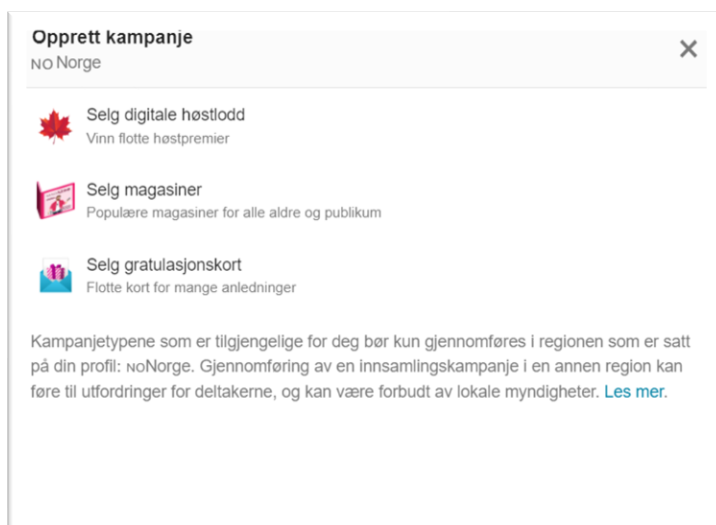 Opprett kampanje
NO Norge
Selg digitale høstlodd
Vinn flotte høstpremier
Selg magasiner
Populære magasiner for alle aldre og publikum
Selg gratulasjonskort
Flotte kort for mange anledninger
Kampanjetypene som er tilgjengelige for deg bør kun gjennomføres i regionen som er satt
på din profil: NONorge. Gjennomføring av en innsamlingskampanje i en annen region kan
føre til utfordringer for deltakerne, og kan være forbudt av lokale myndigheter. Les mer.